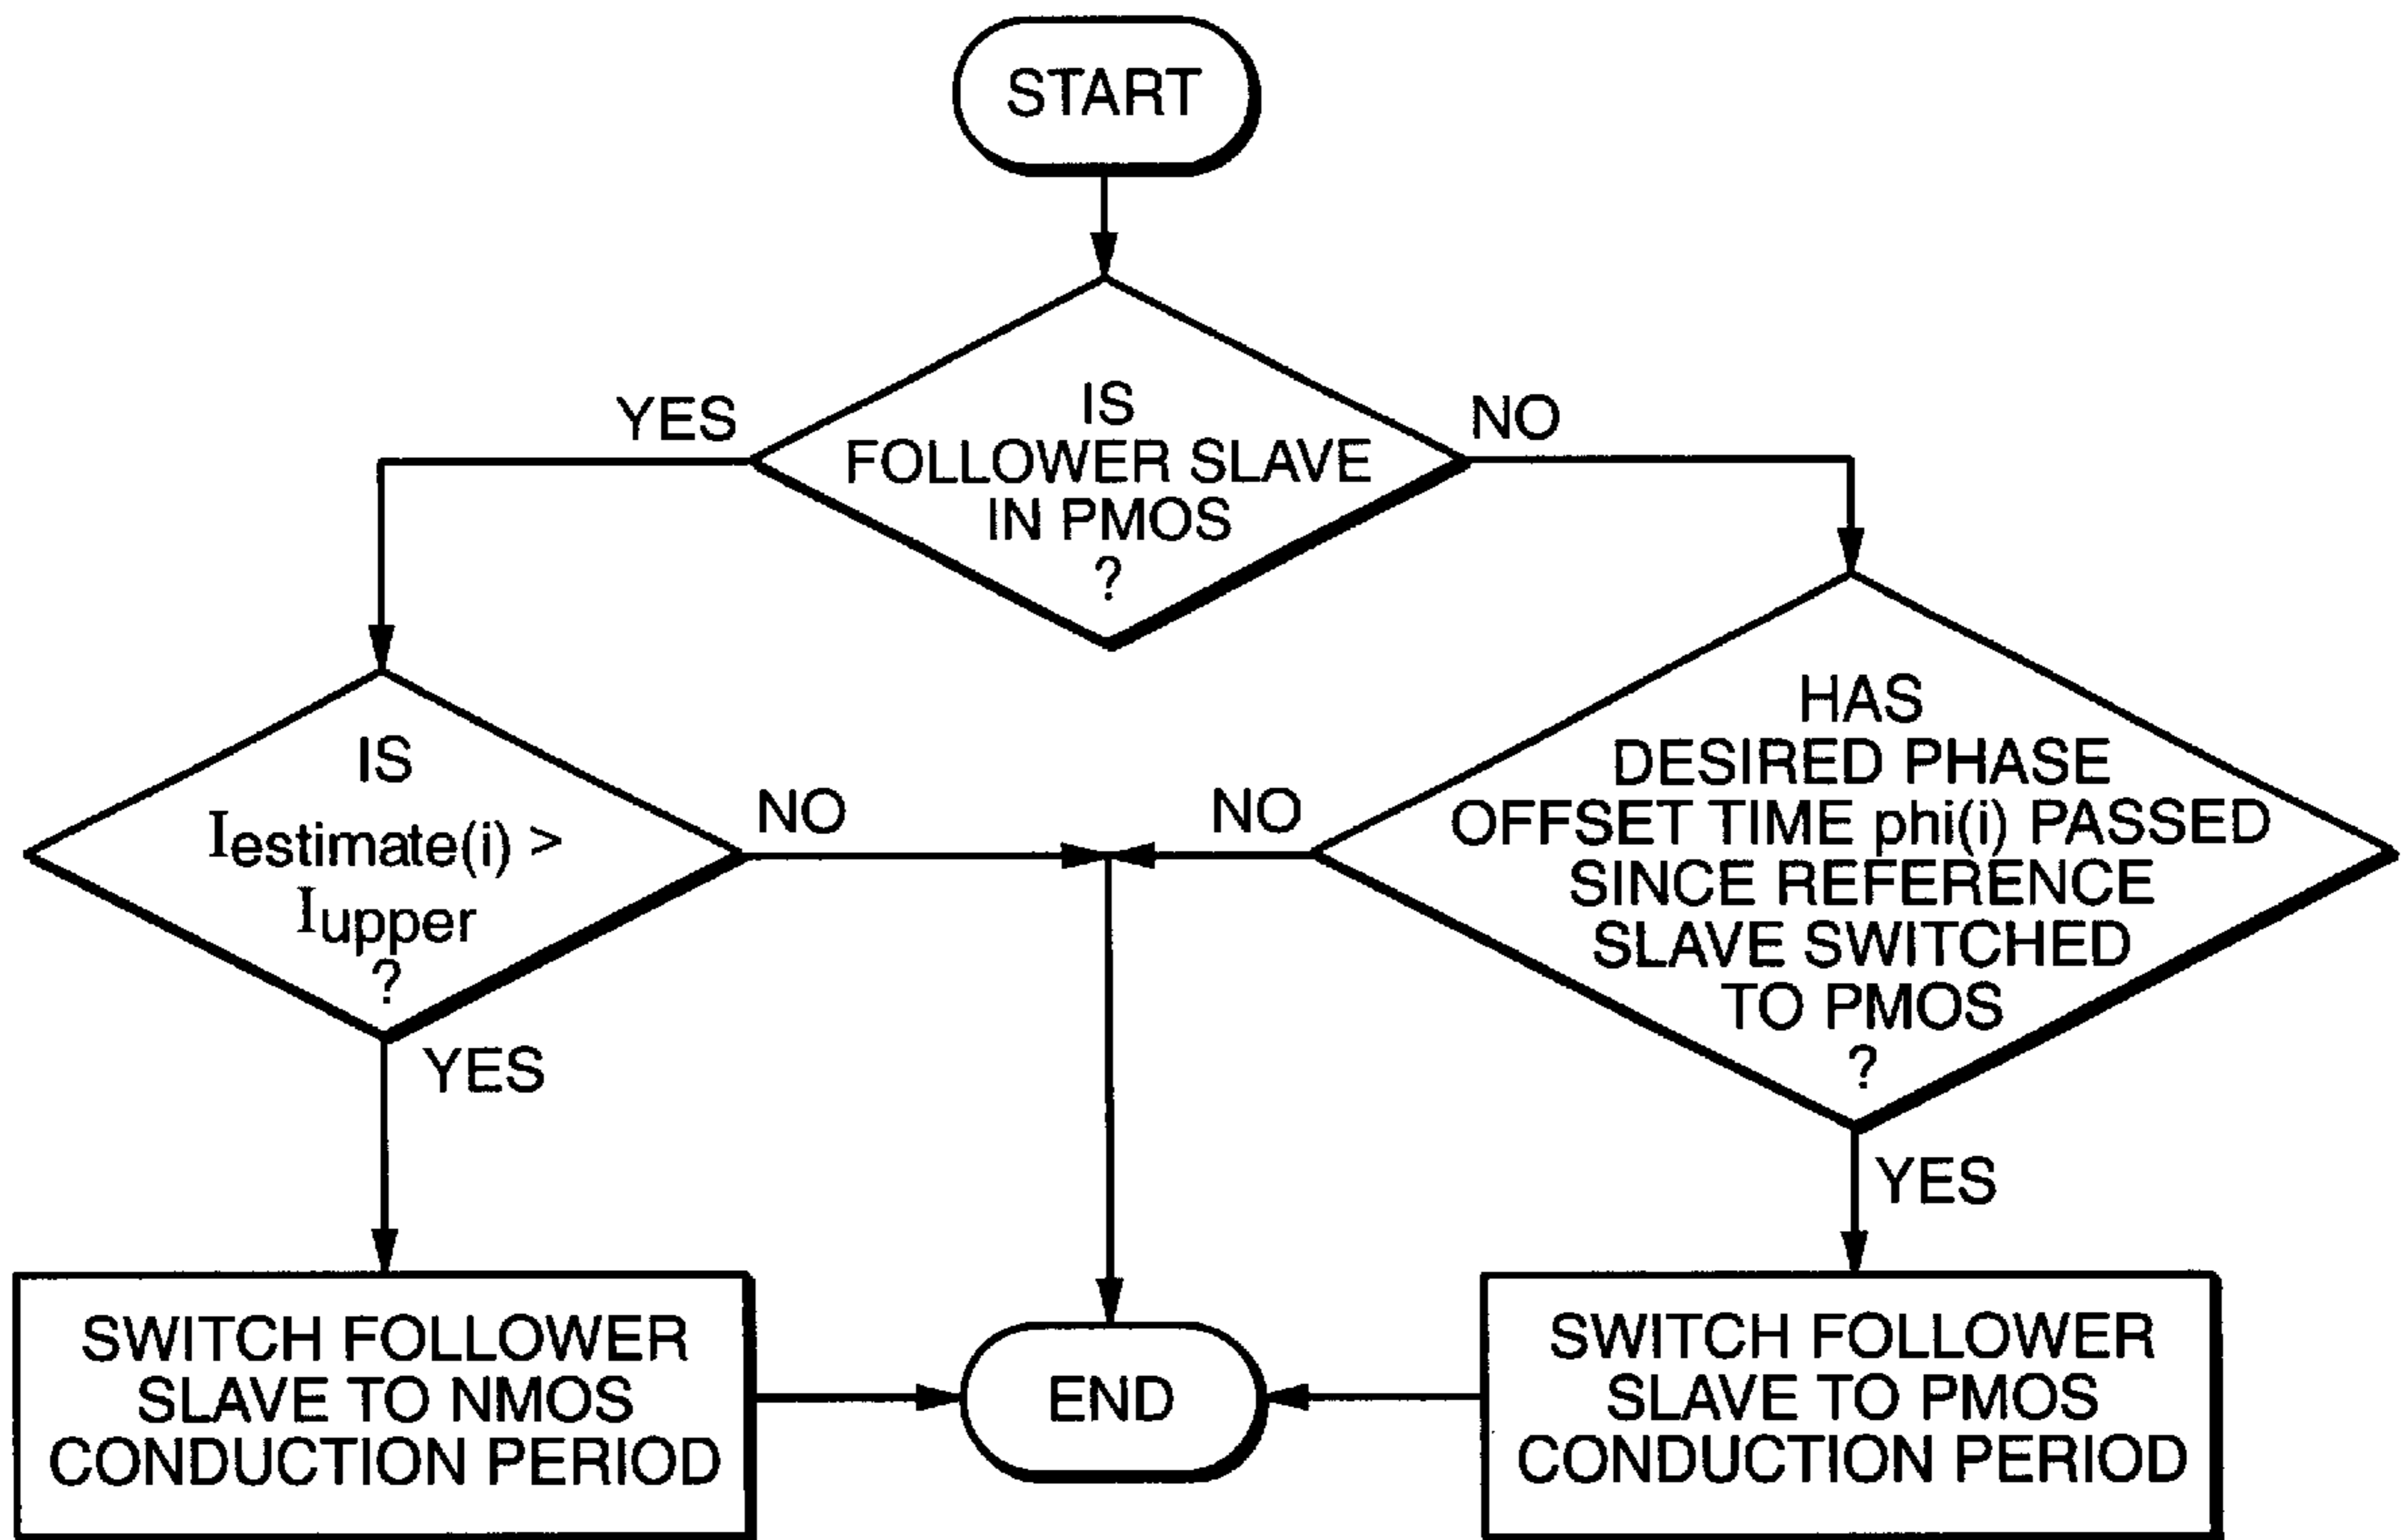 START
IS
FOLLOWER SLAVE
IN PMOS
?
YES
NO
IS
Iestimate(i) >
Iupper
?
NO
YES
HAS
DESIRED PHASE
OFFSET TIME phi(i) PASSED
SINCE REFERENCE
SLAVE SWITCHED
TO PMOS
?
NO
YES
SWITCH FOLLOWER
SLAVE TO NMOS
CONDUCTION PERIOD
END
SWITCH FOLLOWER
SLAVE TO PMOS
CONDUCTION PERIOD